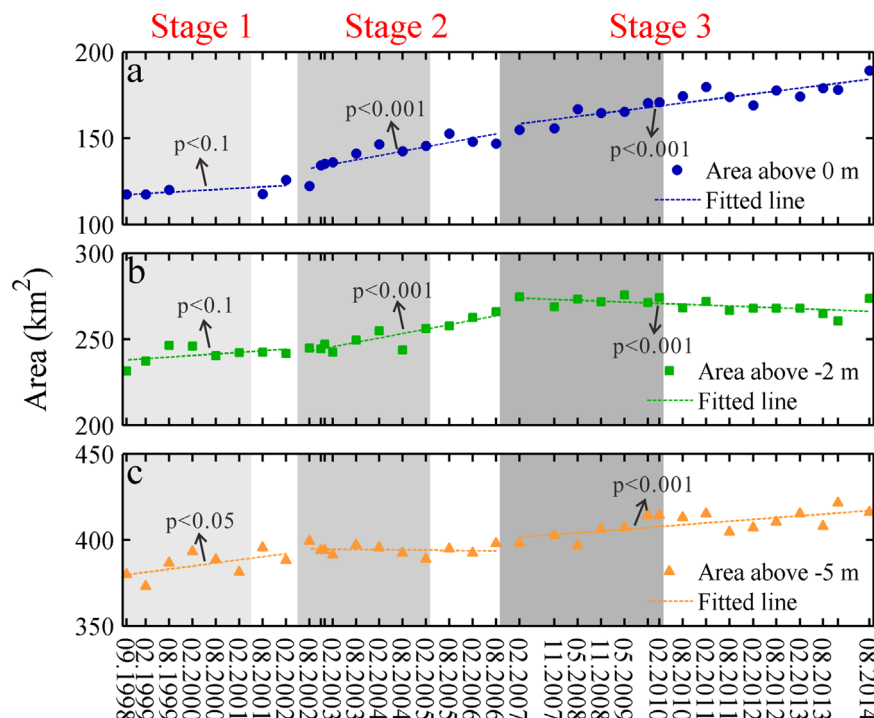 Stage 1 Stage 2 Stage 3
Area (km²)
200
150
100
a
p<0.1
p<0.001
p<0.001
Area above 0 m
Fitted line
300
250
200
b
p<0.1
p<0.001
p<0.001
Area above -2 m
Fitted line
450
400
350
c
p<0.05
p<0.001
Area above -5 m
Fitted line
06.1998
02.1999
08.1999
02.2000
08.2000
02.2001
08.2001
02.2002
08.2002
02.2003
08.2003
02.2004
08.2004
02.2005
08.2005
02.2006
08.2006
02.2007
11.2007
05.2008
11.2008
05.2009
02.2010
08.2010
02.2011
08.2011
02.2012
08.2012
02.2013
08.2013
08.2014